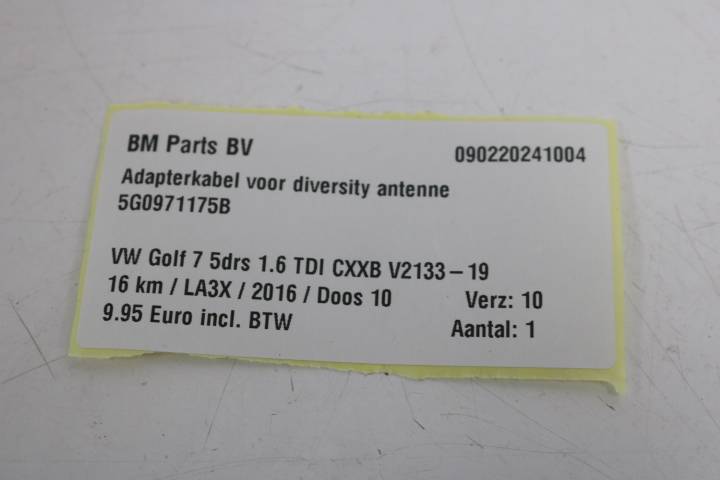 BM Parts BV 090220241004
Adapterkabel voor diversity antenne
5G0971175B
VW Golf 7 5drs 1.6 TDI CXXB V2133-19
16 km / LA3X / 2016 / Doos 10 Verz: 10
9.95 Euro incl. BTW Aantal: 1